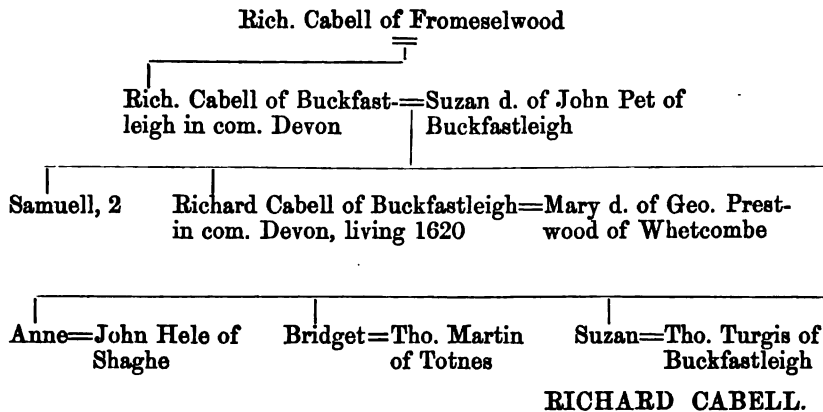 Rich. Cabell of Fromeselwood
Rich. Cabell of Buckfast-=Suzan d. of John Pet of
leigh in com. Devon Buckfastleigh
Samuell, 2 Richard Cabell of Buckfastleigh=Mary d. of Geo. Prest-
in com. Devon, living 1620 wood of Whetcombe
Anne=John Hele of Bridget=Tho. Martin Suzan=Tho. Turgis of
Shaghe of Totnes Buckfastleigh
RICHARD CABELL.